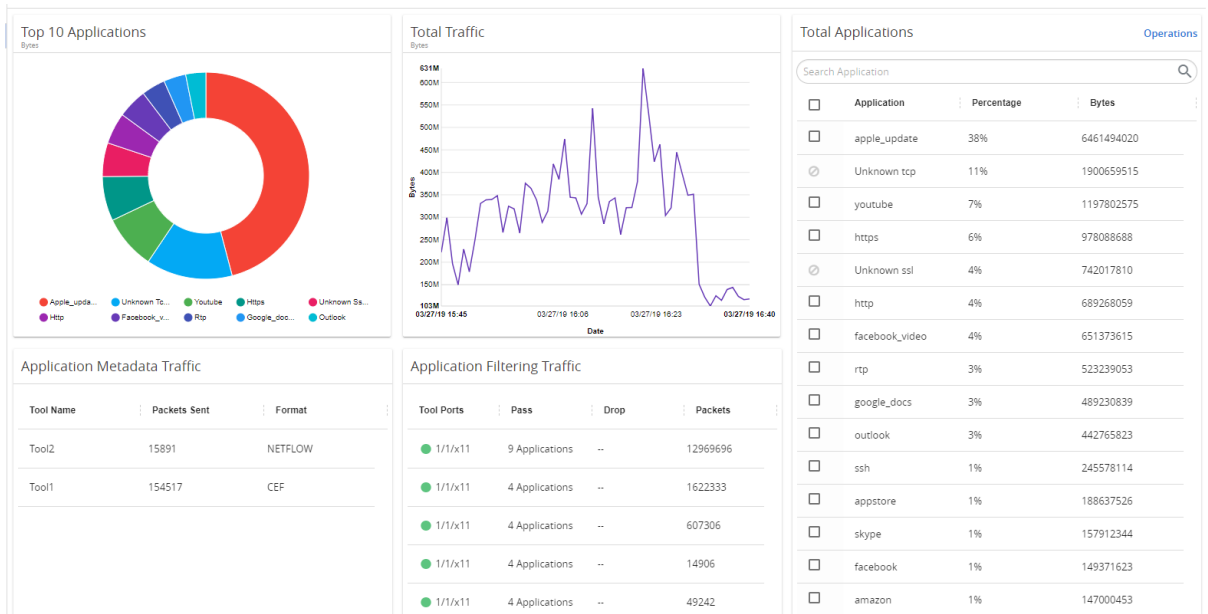 Top 10 Applications
Bytes
Apple_upda...
Unknown Tc...
Youtube
Https
Unknown Ss...
Http
Facebook_v...
Rtp
Google_doc...
Outlook
Total Traffic
Bytes
631M
600M
550M
500M
450M
400M
350M
300M
250M
200M
150M
103M
Bytes
03/27/19 15:45
03/27/19 16:06
03/27/19 16:23
03/27/19 16:40
Date
Total Applications
Operations
Search Application
Application Percentage Bytes
apple_update 38% 6461494020
Unknown tcp 11% 1900659515
youtube 7% 1197802575
https 6% 978088688
Unknown ssl 4% 742017810
http 4% 689268059
facebook_video 4% 651373615
rtp 3% 523239053
google_docs 3% 489230839
outlook 3% 442765823
ssh 1% 245578114
appstore 1% 188637526
skype 1% 157912344
facebook 1% 149371623
amazon 1% 147000453
Application Metadata Traffic
Tool Name Packets Sent Format
Tool2 15891 NETFLOW
Tool1 154517 CEF
Application Filtering Traffic
Tool Ports Pass Drop Packets
1/1/x11 9 Applications -- 12969696
1/1/x11 4 Applications -- 1622333
1/1/x11 4 Applications -- 607306
1/1/x11 4 Applications -- 14906
1/1/x11 4 Applications -- 49242